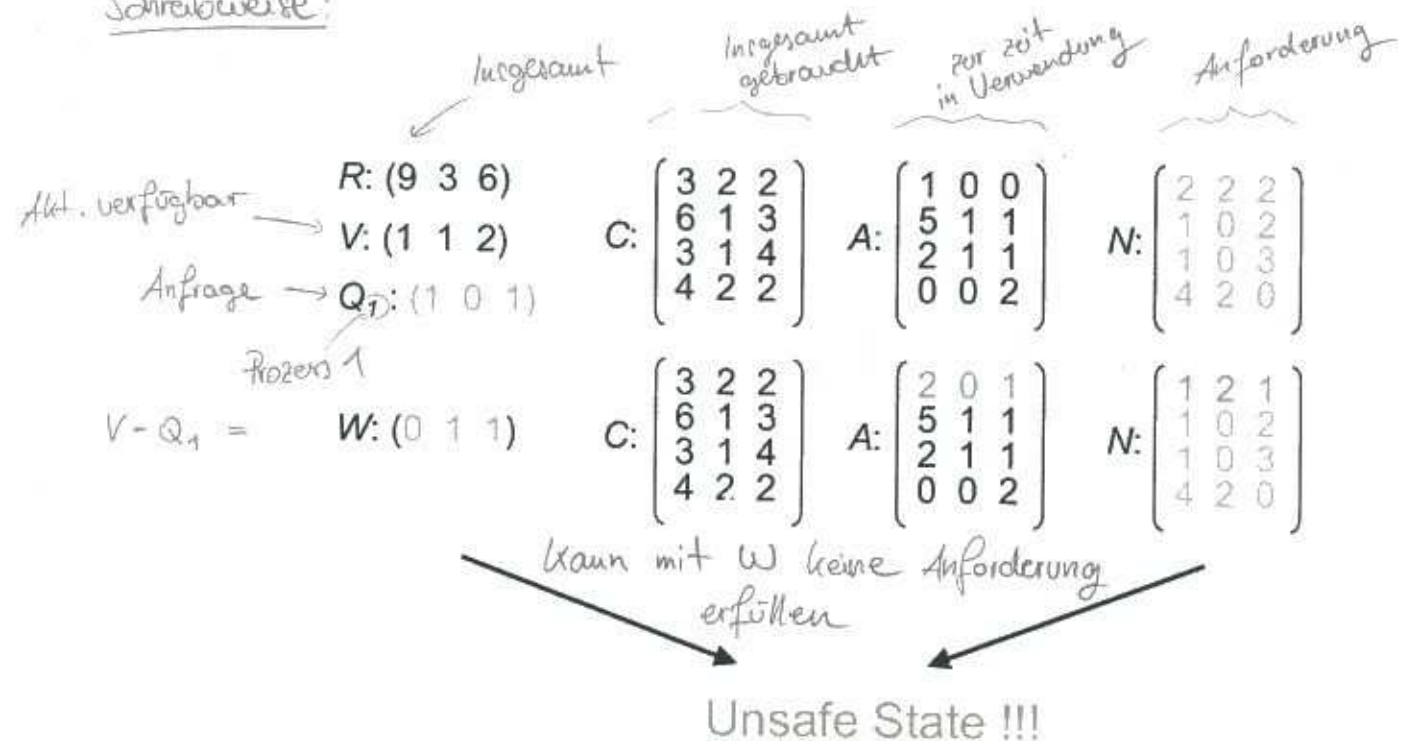 Schreibweise:
Insgesamt
Insgesamt
gebraucht
zur zeit
in Verwendung
Anforderung
Akt. verfügbar
Anfrage
Prozess 1
R: (9 3 6)
V: (1 1 2)
Q1: (1 0 1)
C:
3 2 2
6 1 3
3 1 4
4 2 2
A:
1 0 0
5 1 1
2 1 1
0 0 2
N:
2 2 2
1 0 2
1 0 3
4 2 0
V - Q1 =
W: (0 1 1)
C:
3 2 2
6 1 3
3 1 4
4 2 2
A:
2 0 1
5 1 1
2 1 1
0 0 2
N:
1 2 1
1 0 2
1 0 3
4 2 0
Kann mit W keine Anforderung
erfüllen
Unsafe State !!!